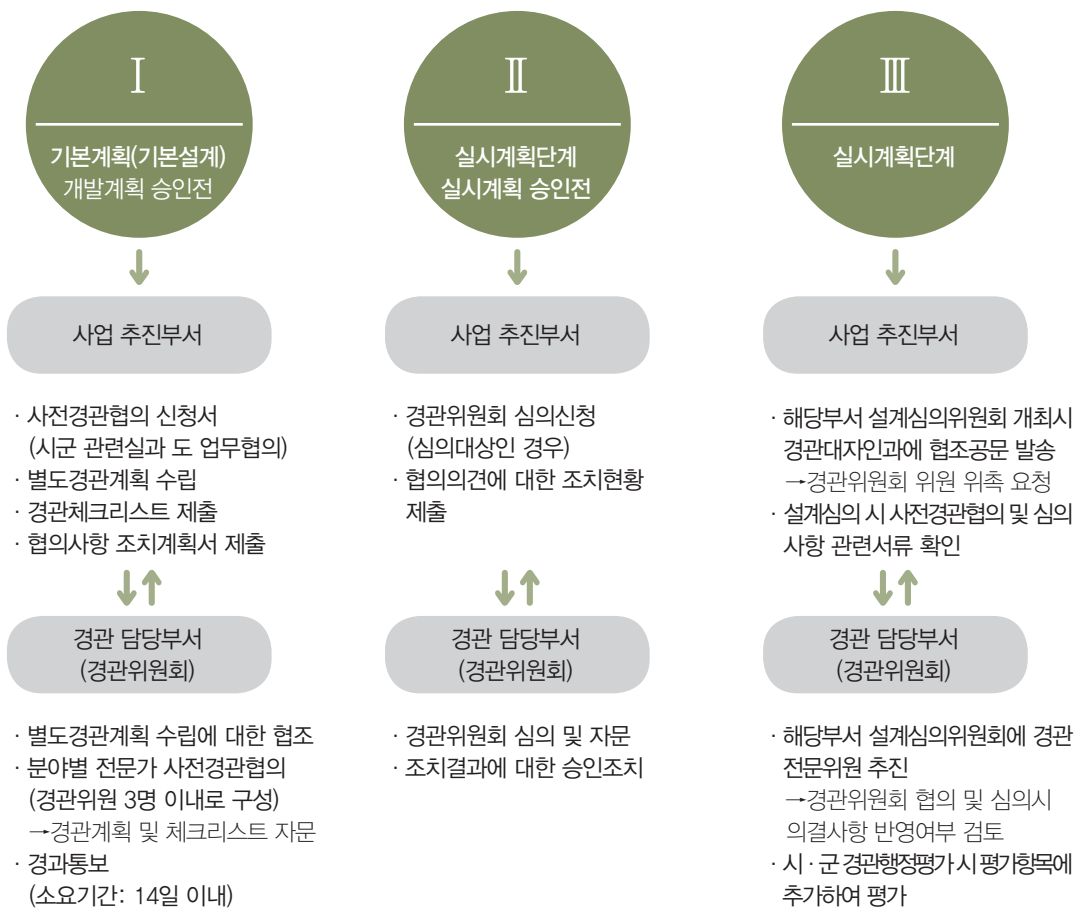 Ⅰ
기본계획(기본설계)
개발계획 승인전
사업 추진부서
· 사전경관협의 신청서
(시군 관련실과 도 업무협의)
· 별도경관계획 수립
· 경관체크리스트 제출
· 협의사항 조치계획서 제출
경관 담당부서
(경관위원회)
· 별도경관계획 수립에 대한 협조
· 분야별 전문가 사전경관협의
(경관위원 3명 이내로 구성)
→경관계획 및 체크리스트 자문
· 경과통보
(소요기간: 14일 이내)
Ⅱ
실시계획단계
실시계획 승인전
사업 추진부서
· 경관위원회 심의신청
(심의대상인 경우)
· 협의의견에 대한 조치현황
제출
경관 담당부서
(경관위원회)
· 경관위원회 심의 및 자문
· 조치결과에 대한 승인조치
Ⅲ
실시계획단계
사업 추진부서
· 해당부서 설계심의위원회 개최시
경관대자인과에 협조공문 발송
→경관위원회 위원 위촉 요청
· 설계심의 시 사전경관협의 및 심의
사항 관련서류 확인
경관 담당부서
(경관위원회)
· 해당부서 설계심의위원회에 경관
전문위원 추진
→경관위원회 협의 및 심의시
의결사항 반영여부 검토
· 시 · 군 경관행정평가 시 평가항목에
추가하여 평가